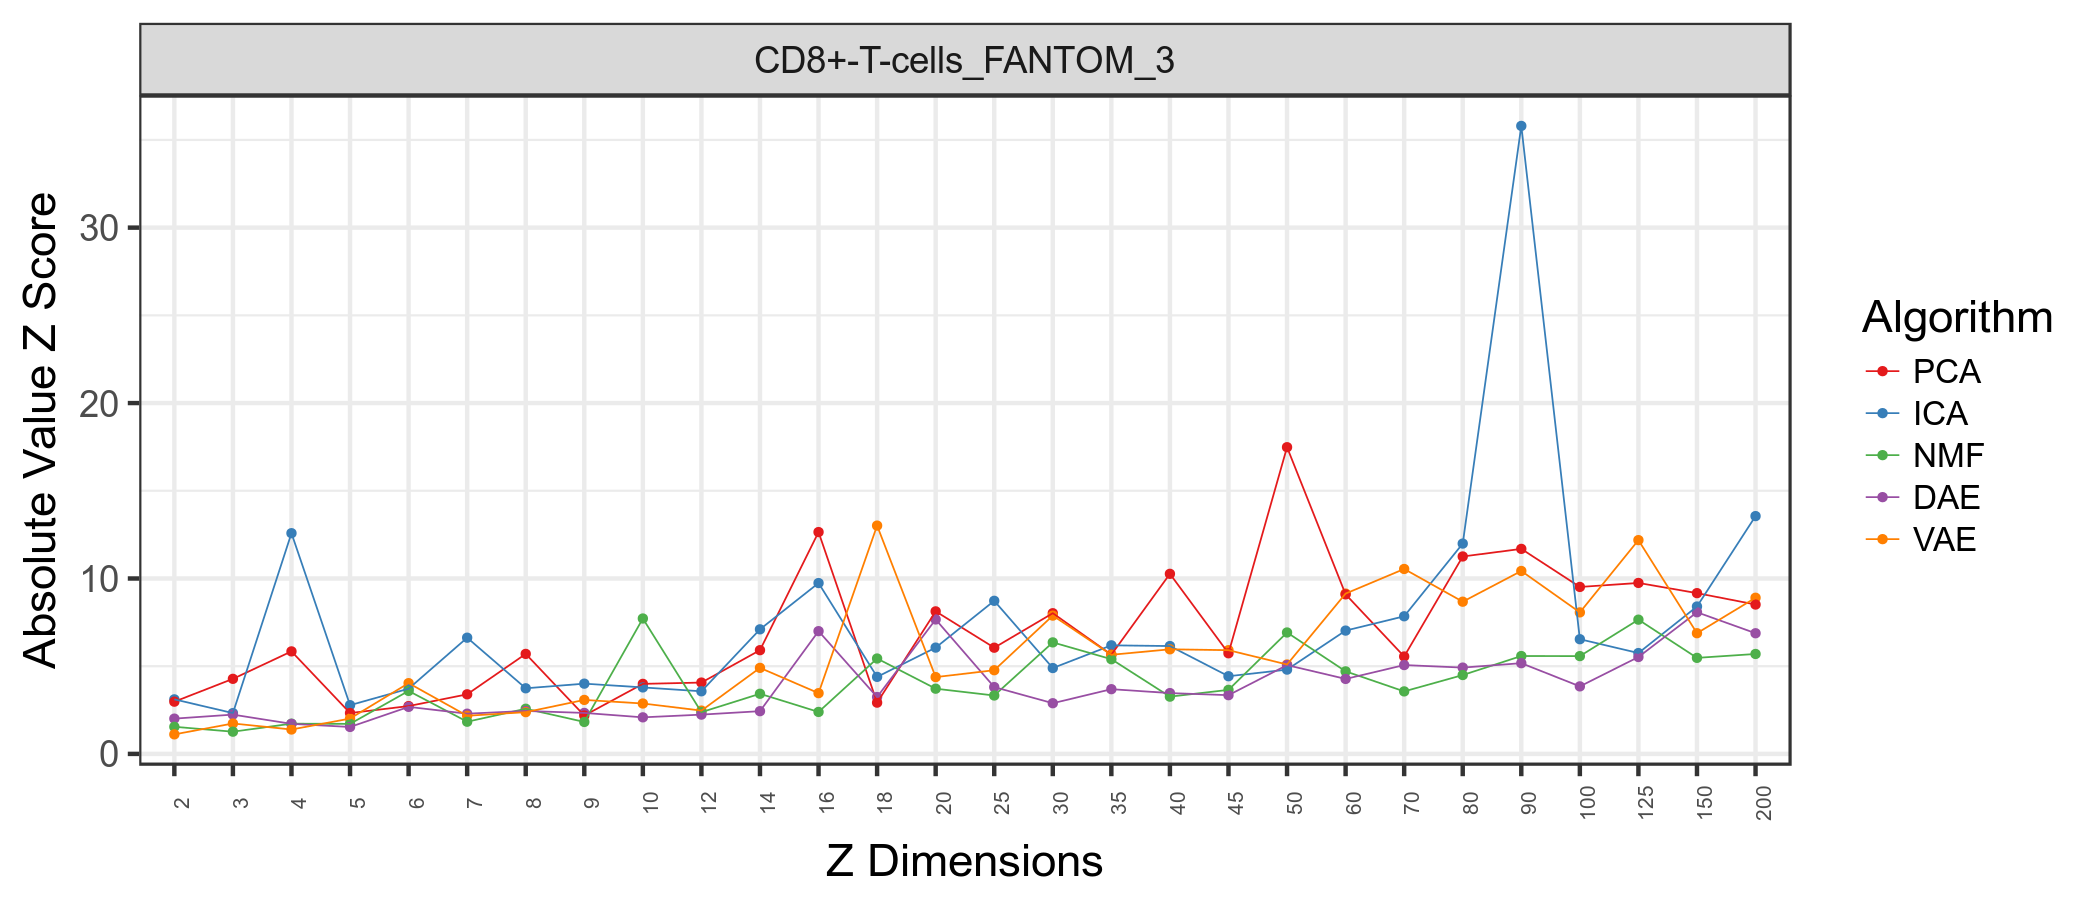 CD8+-T-cells_FANTOM_3
Absolute Value Z Score
30
20
10
0
2 3 4 5 6 7 8 9 10 12 14 16 18 20 25 30 35 40 45 50 60 70 80 90 100 125 150 200
Z Dimensions
Algorithm
PCA
ICA
NMF
DAE
VAE